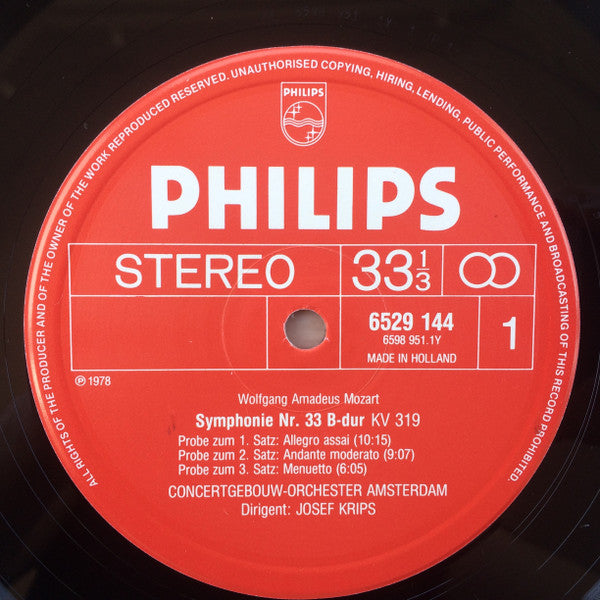 ALL RIGHTS OF THE PRODUCER AND OF THE OWNER OF THE WORK REPRODUCED RESERVED. UNAUTHORISED COPYING, HIRING, LENDING, PUBLIC PERFORMANCE AND BROADCASTING OF THIS RECORD PROHIBITED.
PHILIPS
PHILIPS
STEREO
33⅓
6529 144
6598 951.1Y
MADE IN HOLLAND
1
℗ 1978
Wolfgang Amadeus Mozart
Symphonie Nr. 33 B-dur KV 319
Probe zum 1. Satz: Allegro assai (10:15)
Probe zum 2. Satz: Andante moderato (9:07)
Probe zum 3. Satz: Menuetto (6:05)
CONCERTGEBOUW-ORCHESTER AMSTERDAM
Dirigent: JOSEF KRIPS